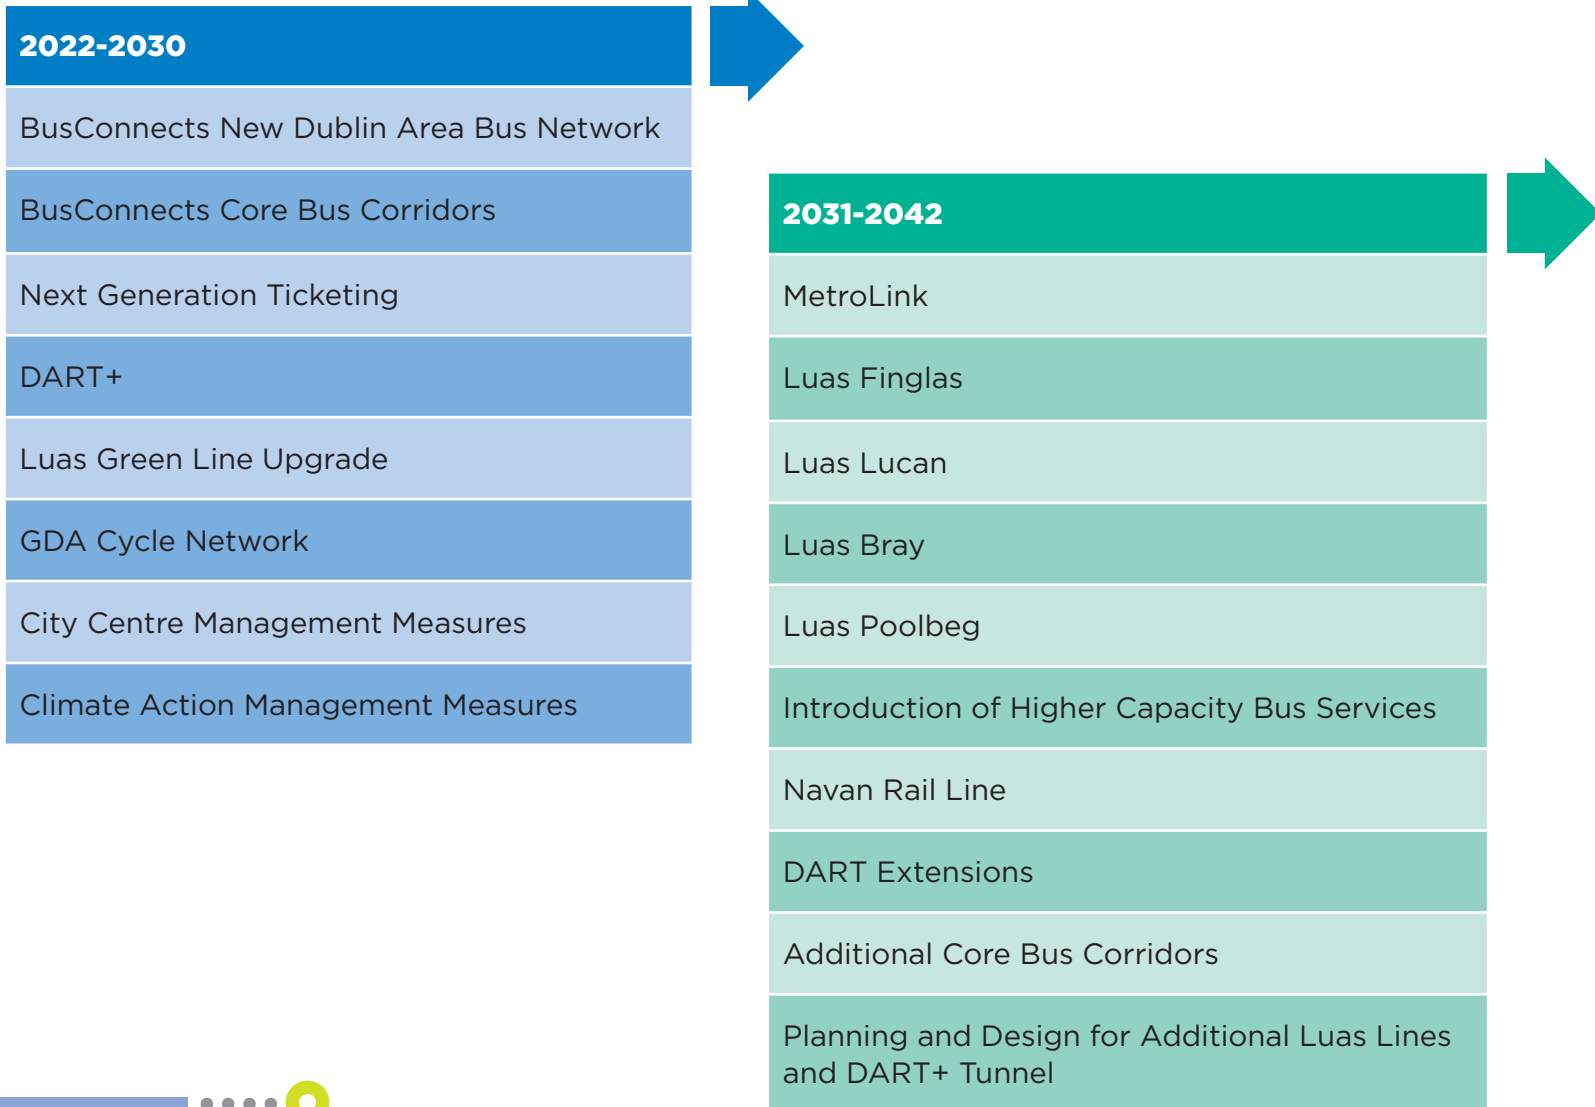 2022-2030
BusConnects New Dublin Area Bus Network
BusConnects Core Bus Corridors
Next Generation Ticketing
DART+
Luas Green Line Upgrade
GDA Cycle Network
City Centre Management Measures
Climate Action Management Measures
2031-2042
MetroLink
Luas Finglas
Luas Lucan
Luas Bray
Luas Poolbeg
Introduction of Higher Capacity Bus Services
Navan Rail Line
DART Extensions
Additional Core Bus Corridors
Planning and Design for Additional Luas Lines
and DART+ Tunnel